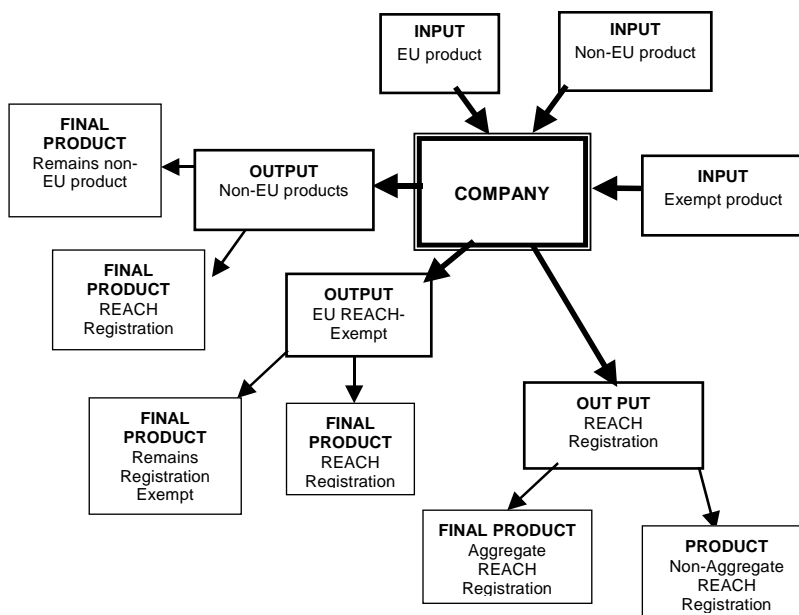 INPUT
EU product
INPUT
Non-EU product
FINAL
PRODUCT
Remains non-
EU product
OUTPUT
Non-EU products
COMPANY
INPUT
Exempt product
FINAL
PRODUCT
REACH
Registration
OUTPUT
EU REACH-
Exempt
FINAL
PRODUCT
Remains
Registration
Exempt
FINAL
PRODUCT
REACH
Registration
OUT PUT
REACH
Registration
FINAL PRODUCT
Aggregate
REACH
Registration
PRODUCT
Non-Aggregate
REACH
Registration